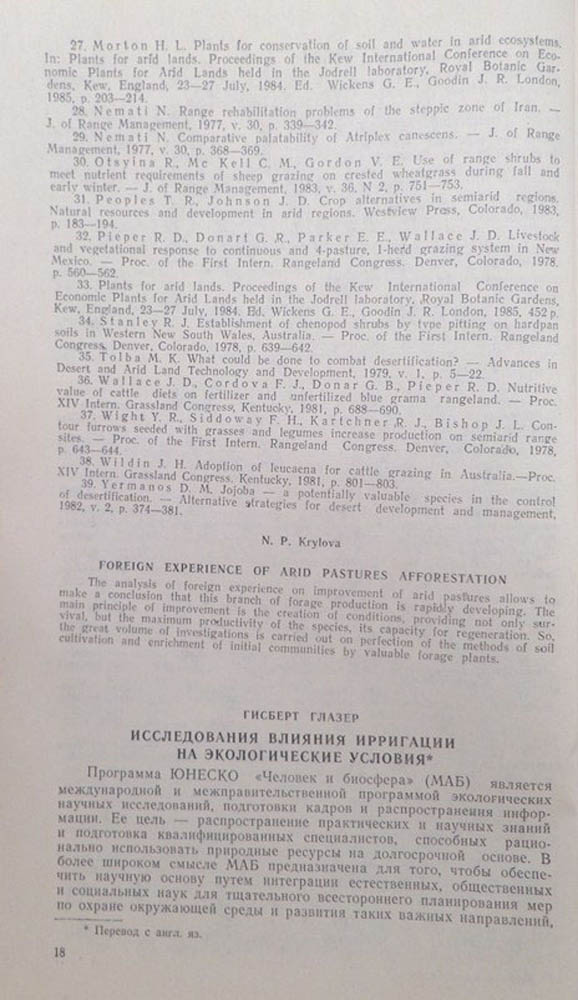 27. Morton H. L. Plants for conservation of soil and water in arid ecosystems.
In: Plants for arid lands. Proceedings of the Kew International Conference on Eco-
nomic Plants for Arid Lands held in the Jodrell laboratory, Royal Botanic Gar-
dens, Kew, England, 23—27 July, 1984. Ed. Wickens G. E., Goodin J. R. London,
1985, p. 203—214.
28. Nemati N. Range rehabilitation problems of the steppic zone of Iran. —
J. of Range Management, 1977, v. 30, p. 339—342.
29. Nemati N. Comparative palatability of Atriplex canescens. — J. of Range
Management, 1977, v. 30, p. 368—369.
30. Otsyina R., Mc Kell C. M., Gordon V. E. Use of range shrubs to
meet nutrient requirements of sheep grazing on crested wheatgrass during fall and
early winter. — J. of Range Management, 1983, v. 36. N 2, p. 751—753.
31. Peoples T. R., Johnson J. D. Crop alternatives in semiarid regions.
Natural resources and development in arid regions. Westview Press, Colorado, 1983,
p. 183—194.
32. Pieper R. D., Donart G. R., Parker E. E., Wallace J. D. Livestock
and vegetational response to continuous and 4-pasture, 1-herd grazing system in New
Mexico. — Proc. of the First Intern. Rangeland Congress. Denver, Colorado, 1978.
p. 560—562.
33. Plants for arid lands. Proceedings of the Kew International Conference on
Economic Plants for Arid Lands held in the Jodrell laboratory, Royal Botanic Gardens,
Kew, England, 23—27 July, 1984. Ed. Wickens G. E., Goodin J. R. London, 1985, 452 p.
34. Stanley R. J. Establishment of chenopod shrubs by type pitting on hardpan
soils in Western New South Wales, Australia. — Proc. of the First Intern. Rangeland
Congress, Denver, Colorado, 1978, p. 639—642.
35. Tolba M. K. What could be done to combat desertification? — Advances in
Desert and Arid Land Technology and Development, 1979, v. 1, p. 5—22.
36. Wallace J. D., Cordova F. J., Donar G. B., Pieper R. D. Nutritive
value of cattle diets on fertilizer and unfertilized blue grama rangeland. — Proc.
XIV Intern. Grassland Congress, Kentucky, 1981, p. 688—690.
37. Wight Y. R., Siddoway F. H., Kartchner R. J., Bishop J. L. Con-
tour furrows seeded with grasses and legumes increase production on semiarid range
sites. — Proc. of the First Intern. Rangeland Congress. Denver, Colorado, 1978,
p. 643—644.
38. Wildin J. H. Adoption of leucaena for cattle grazing in Australia.—Proc.
XIV Intern. Grassland Congress, Kentucky, 1981, p. 801—803.
39. Yermanos D. M. Jojoba — a potentially valuable species in the control
of desertification. — Alternative strategies for desert development and management,
1982, v. 2, p. 374—381.
N. P. Krylova
FOREIGN EXPERIENCE OF ARID PASTURES AFFORESTATION
The analysis of foreign experience on improvement of arid pastures allows to
make a conclusion that this branch of forage production is rapidly developing. The
main principle of improvement is the creation of conditions, providing not only sur-
vival, but the maximum productivity of the species, its capacity for regeneration. So,
the great volume of investigations is carried out on perfection of the methods of soil
cultivation and enrichment of initial communities by valuable forage plants.
ГИСБЕРТ ГЛАЗЕР
ИССЛЕДОВАНИЯ ВЛИЯНИЯ ИРРИГАЦИИ
НА ЭКОЛОГИЧЕСКИЕ УСЛОВИЯ*
Программа ЮНЕСКО «Человек и биосфера» (МАБ) является
международной и межправительственной программой экологических
научных исследований, подготовки кадров и распространения инфор-
мации. Ее цель — распространение практических и научных знаний
и подготовка квалифицированных специалистов, способных рацио-
нально использовать природные ресурсы на долгосрочной основе. В
более широком смысле МАБ предназначена для того, чтобы обеспе-
чить научную основу путем интеграции естественных, общественных
и социальных наук для тщательного всестороннего планирования мер
по охране окружающей среды и развития таких важных направлений,
* Перевод с англ. яз.
18